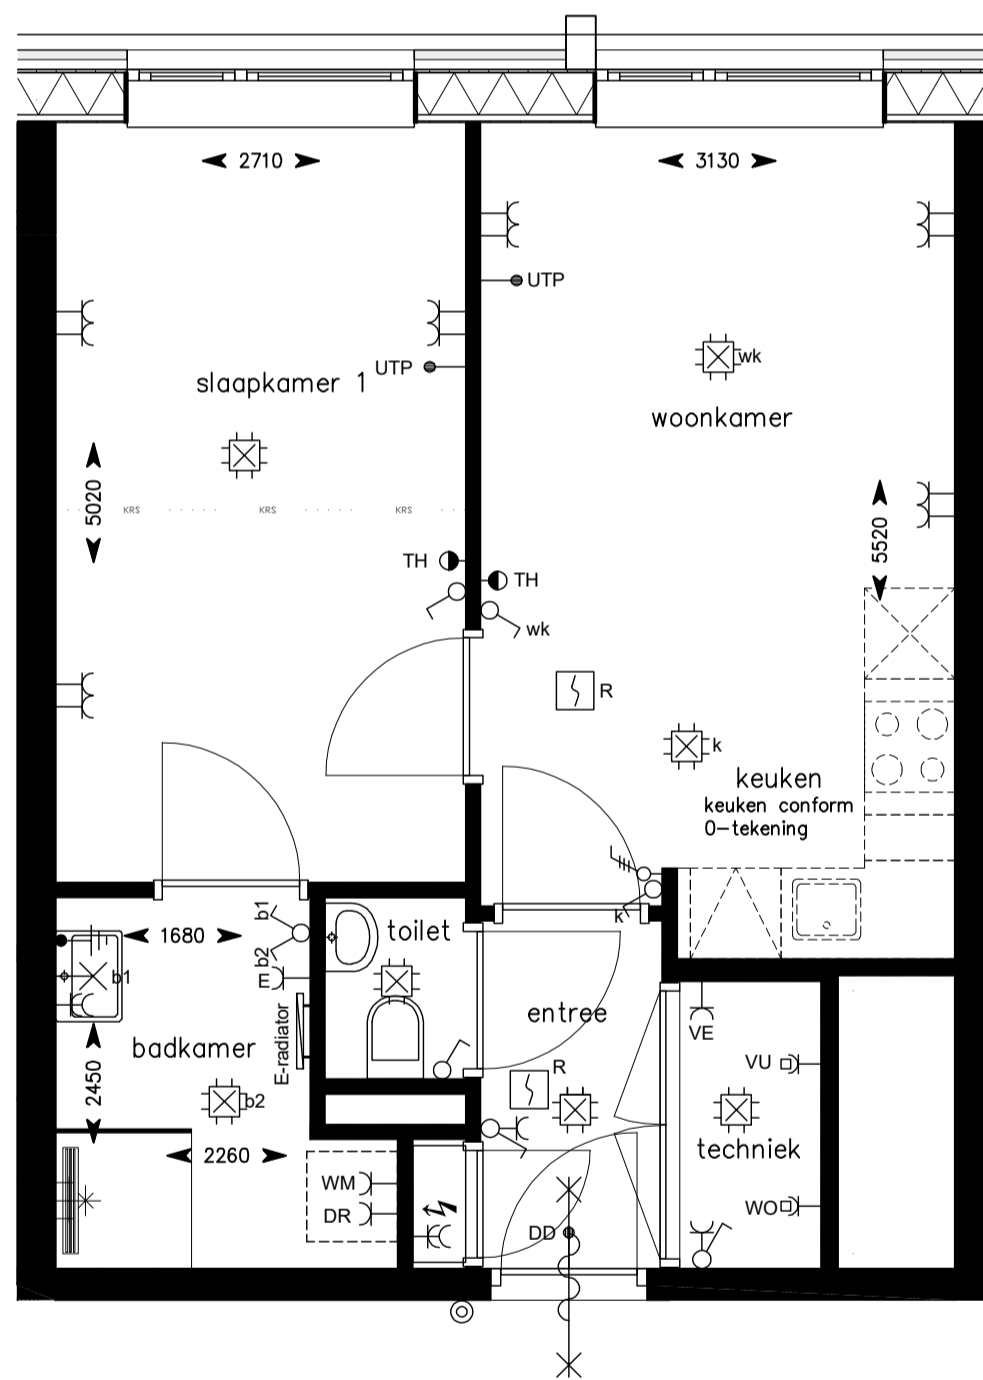 2710
3130
UTP
UTP
wk
slaapkamer 1
woonkamer
5020
KRS
KRS
KRS
5520
TH
TH
wk
R
k
keuken
keuken conform
0-tekening
k
b1
1680
b2
toilet
b1
E
entree
E-radiator
VE
badkamer
2450
R
VU
b2
techniek
2260
WM
DR
WO
DD